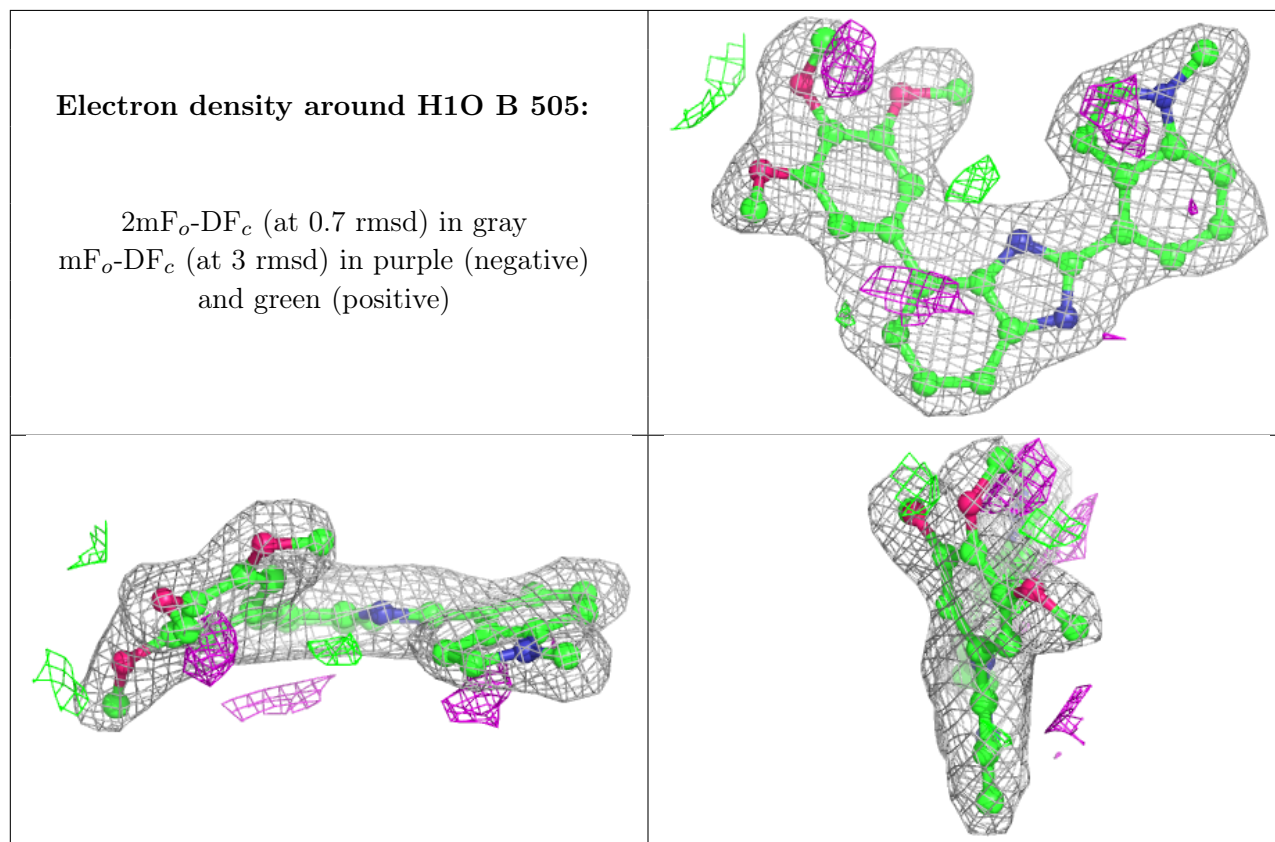 Electron density around H1O B 505:
2mFo-DFc (at 0.7 rmsd) in gray
mFo-DFc (at 3 rmsd) in purple (negative)
and green (positive)